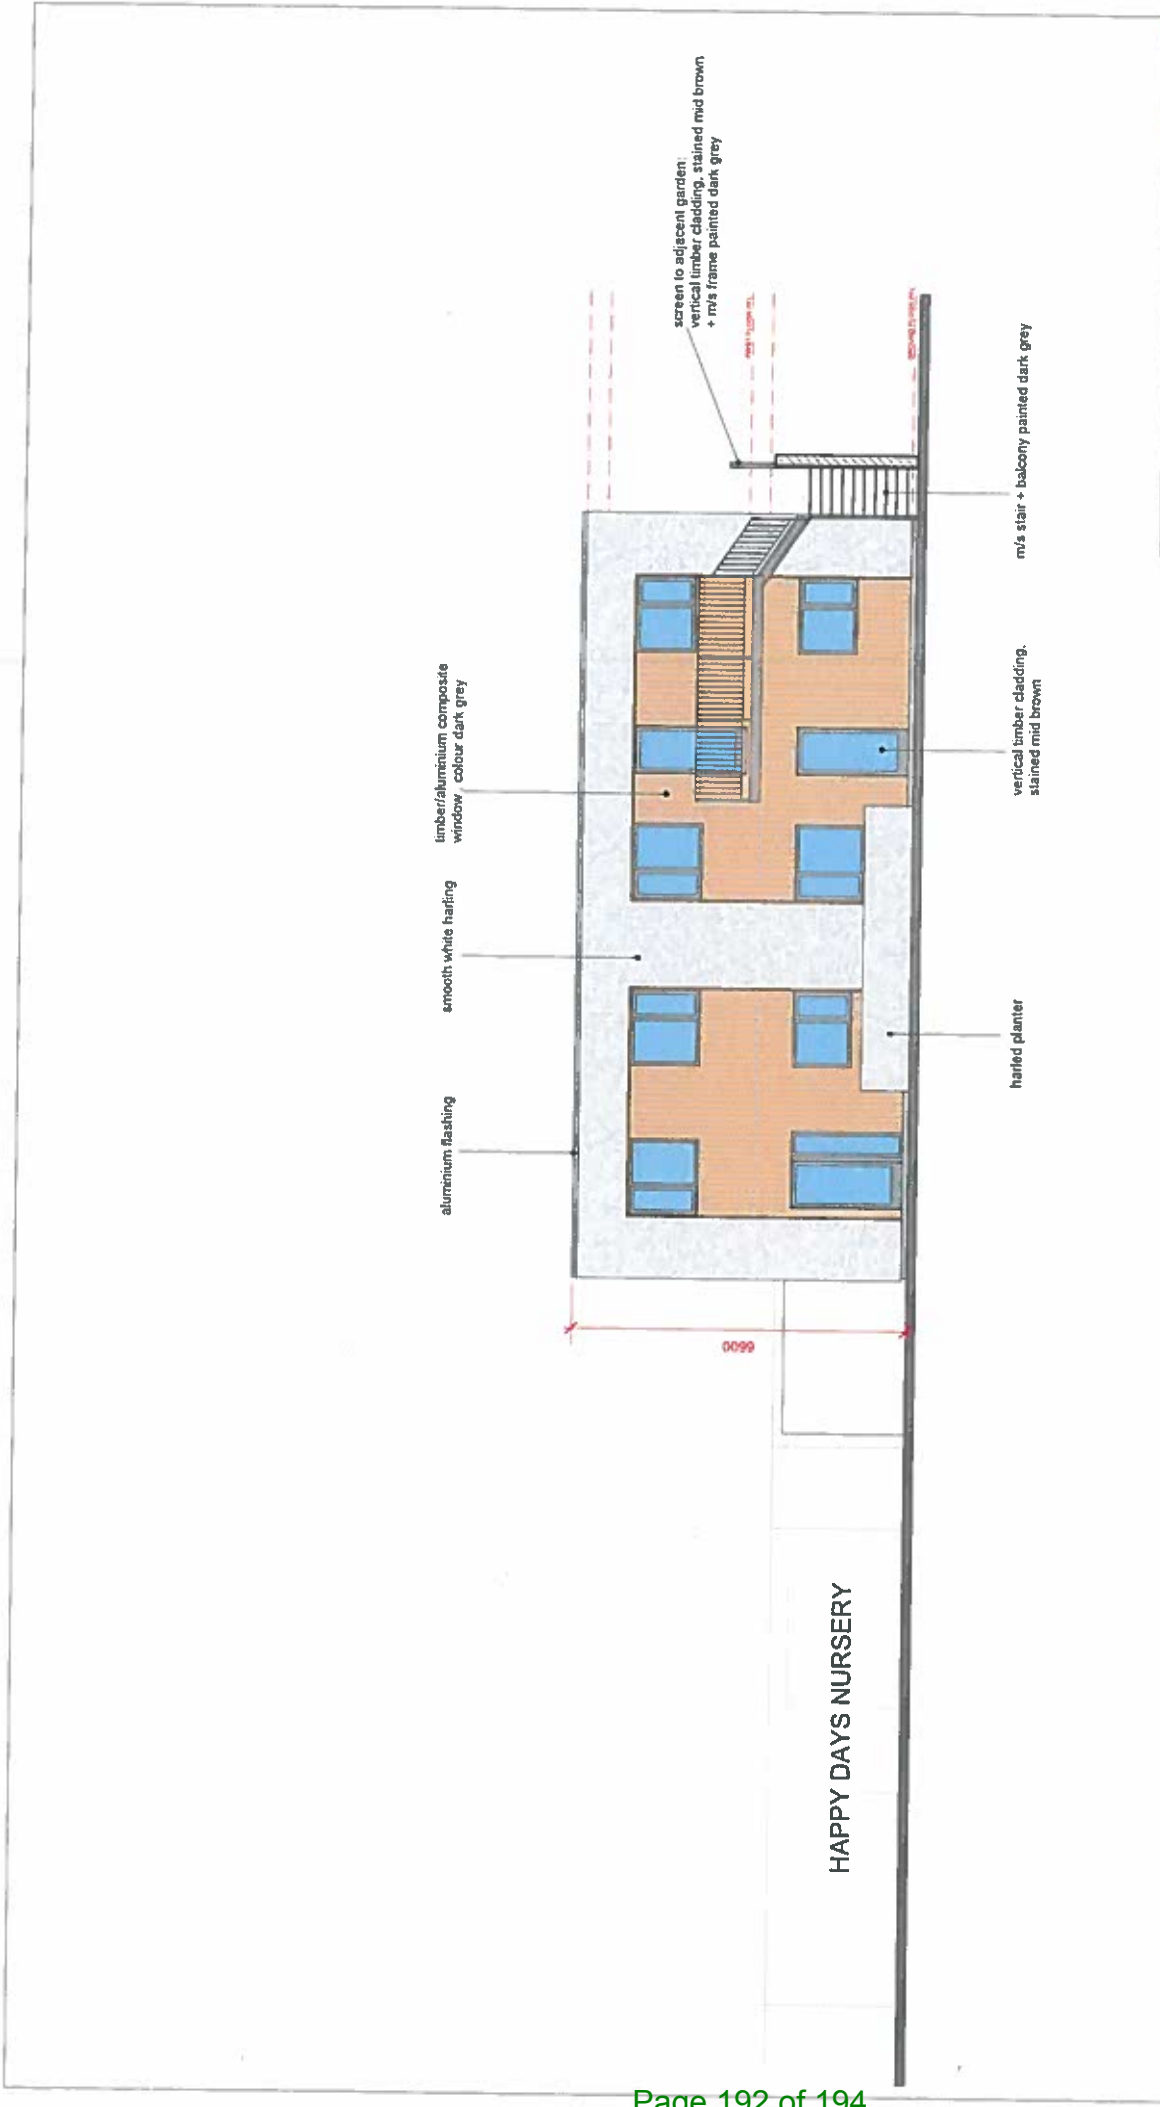 aluminium flashing
smooth white harling
timber/aluminium composite
window colour dark grey
screen to adjacent garden:
vertical timber cladding, stained mid brown
+ m/s frame painted dark grey
6600
HAPPY DAYS NURSERY
harled planter
vertical timber cladding,
stained mid brown
m/s stair + balcony painted dark grey
Page 192 of 194